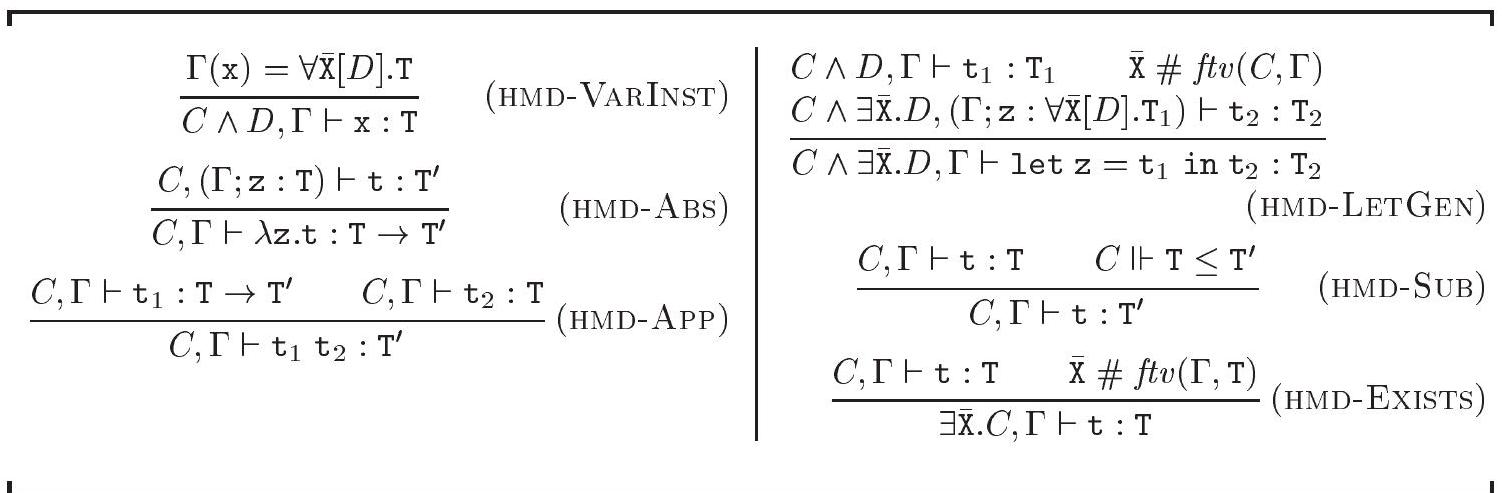 Γ(x) = ∀X̄[D].T
C ∧ D, Γ ⊢ x : T
(HMD-VARINST)
C, (Γ; z : T) ⊢ t : T′
C, Γ ⊢ λz.t : T → T′
(HMD-ABS)
C, Γ ⊢ t₁ : T → T′ C, Γ ⊢ t₂ : T
C, Γ ⊢ t₁ t₂ : T′
(HMD-APP)
C ∧ D, Γ ⊢ t₁ : T₁ X̄ # ftv(C, Γ)
C ∧ ∃X̄.D, (Γ; z : ∀X̄[D].T₁) ⊢ t₂ : T₂
C ∧ ∃X̄.D, Γ ⊢ let z = t₁ in t₂ : T₂
(HMD-LETGEN)
C, Γ ⊢ t : T C ⊩ T ≤ T′
C, Γ ⊢ t : T′
(HMD-SUB)
C, Γ ⊢ t : T X̄ # ftv(Γ, T)
∃X̄.C, Γ ⊢ t : T
(HMD-EXISTS)